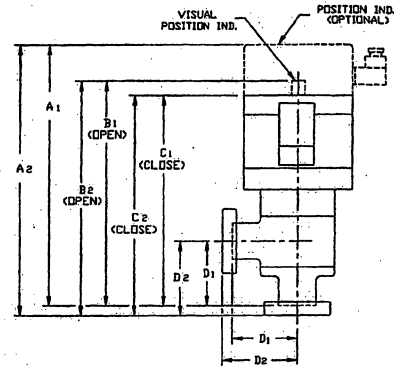 VISUAL
POSITION IND.
POSITION IND.
(OPTIONAL)
A1
A2
B1
(OPEN)
B2
(OPEN)
C1
(CLOSE)
C2
(CLOSE)
D1
D2
D1
D2